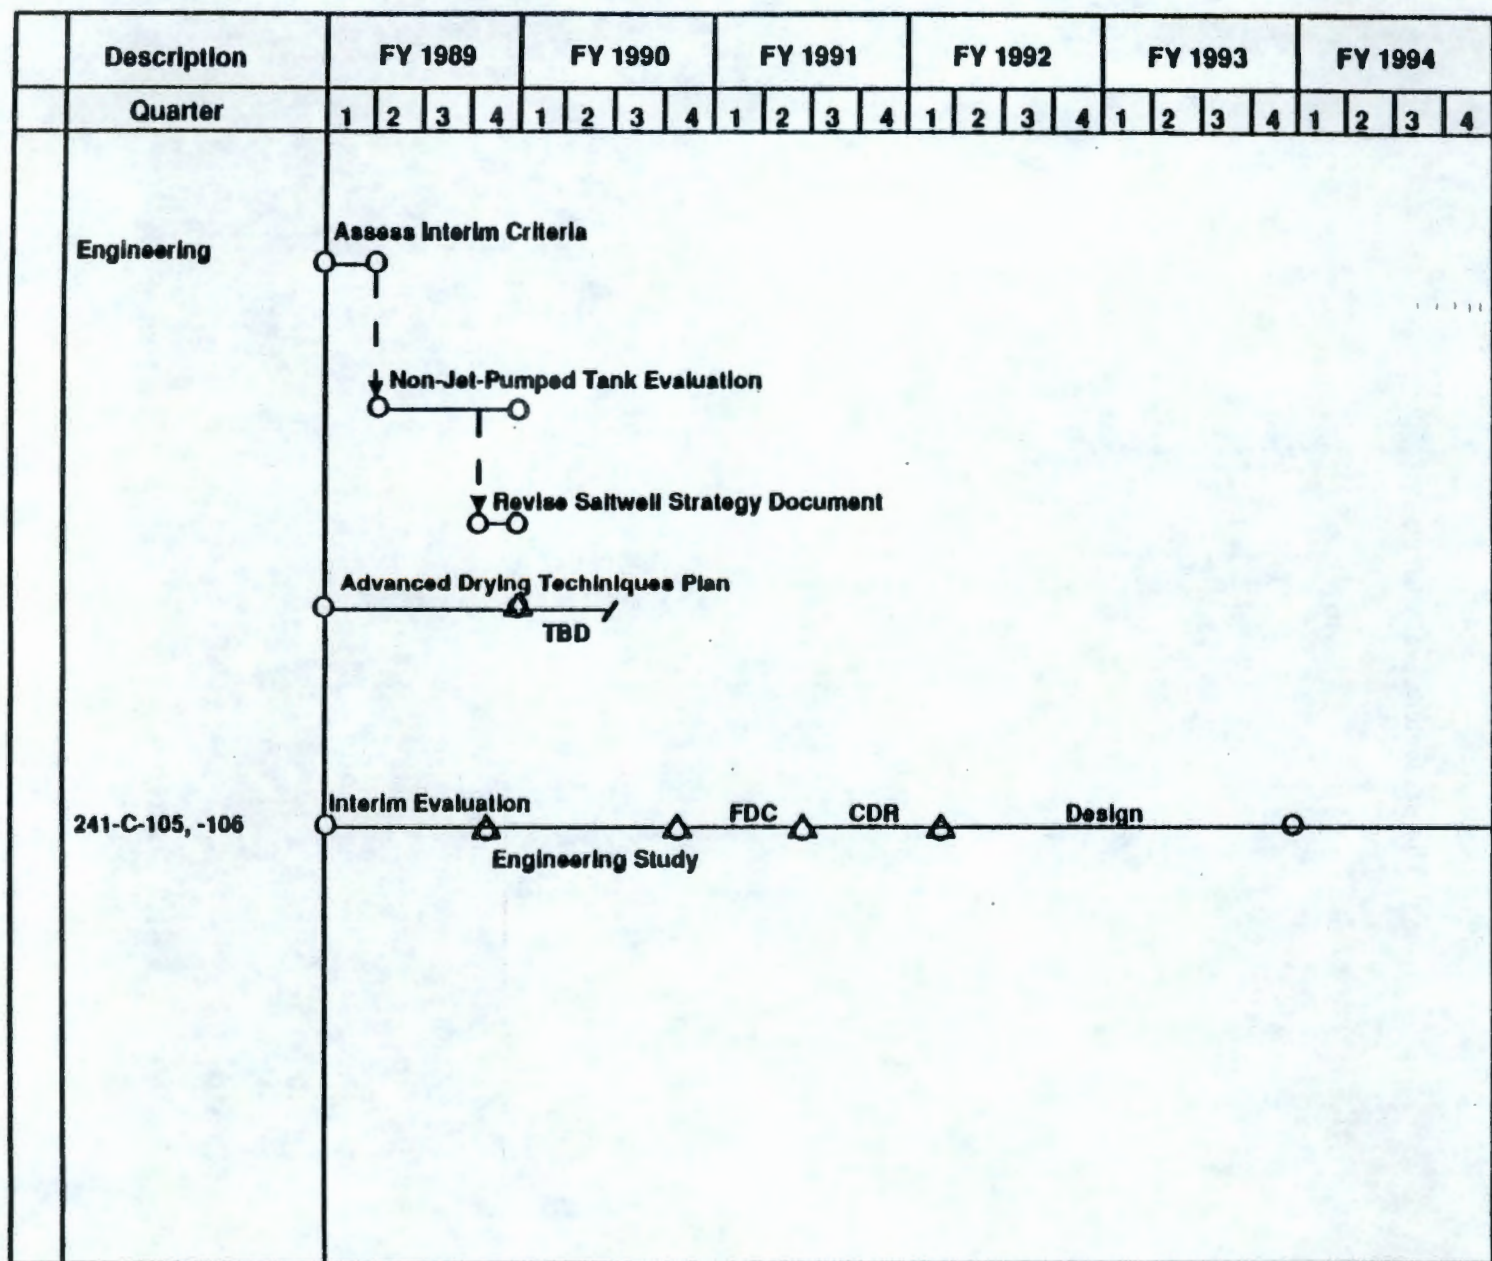 Description FY 1989 FY 1990 FY 1991 FY 1992 FY 1993 FY 1994
Quarter 1 2 3 4 1 2 3 4 1 2 3 4 1 2 3 4 1 2 3 4 1 2 3 4
Assess Interim Criteria
Engineering
Non-Jet-Pumped Tank Evaluation
Revise Saltwell Strategy Document
Advanced Drying Techiniques Plan
TBD
Interim Evaluation FDC CDR Design
241-C-105, -106
Engineering Study